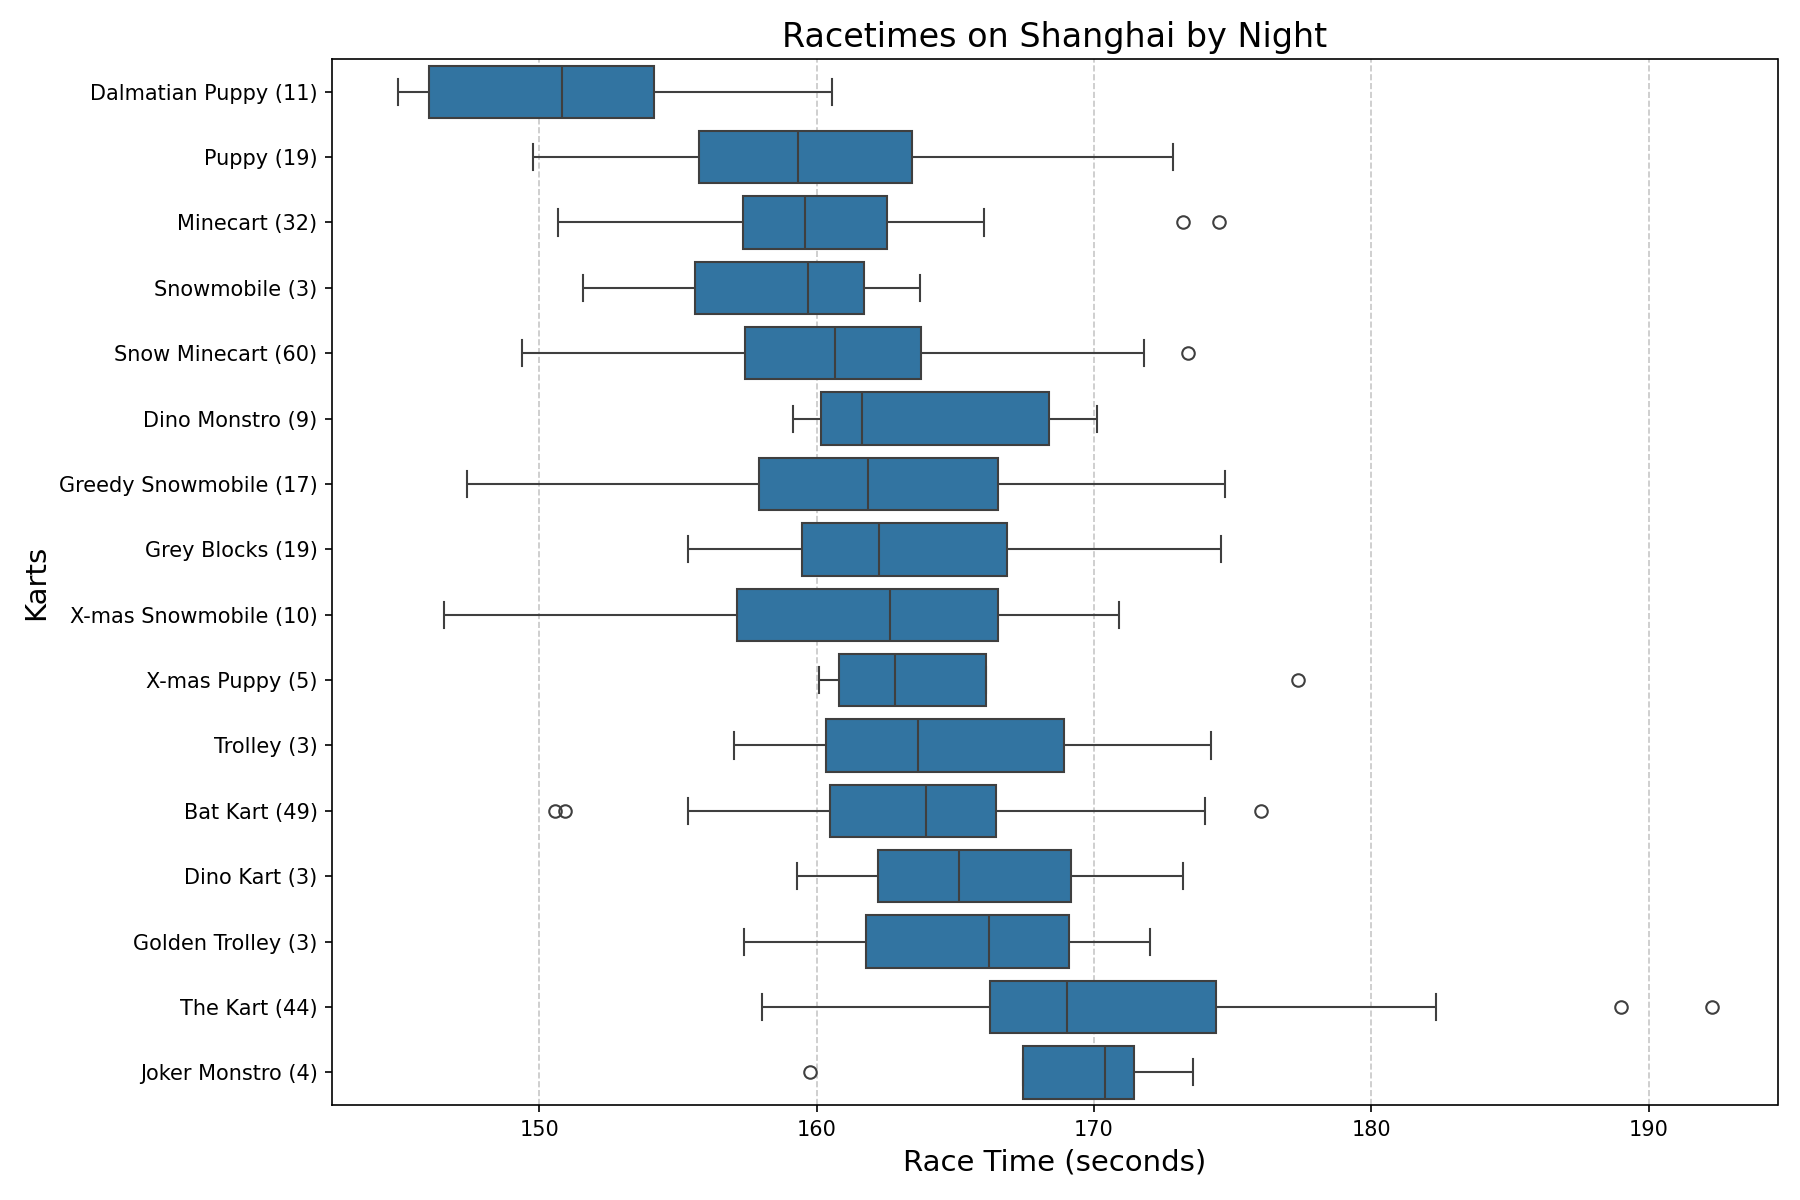 Racetimes on Shanghai by Night
Karts
Dalmatian Puppy (11)
Puppy (19)
Minecart (32)
Snowmobile (3)
Snow Minecart (60)
Dino Monstro (9)
Greedy Snowmobile (17)
Grey Blocks (19)
X-mas Snowmobile (10)
X-mas Puppy (5)
Trolley (3)
Bat Kart (49)
Dino Kart (3)
Golden Trolley (3)
The Kart (44)
Joker Monstro (4)
150 160 170 180 190
Race Time (seconds)